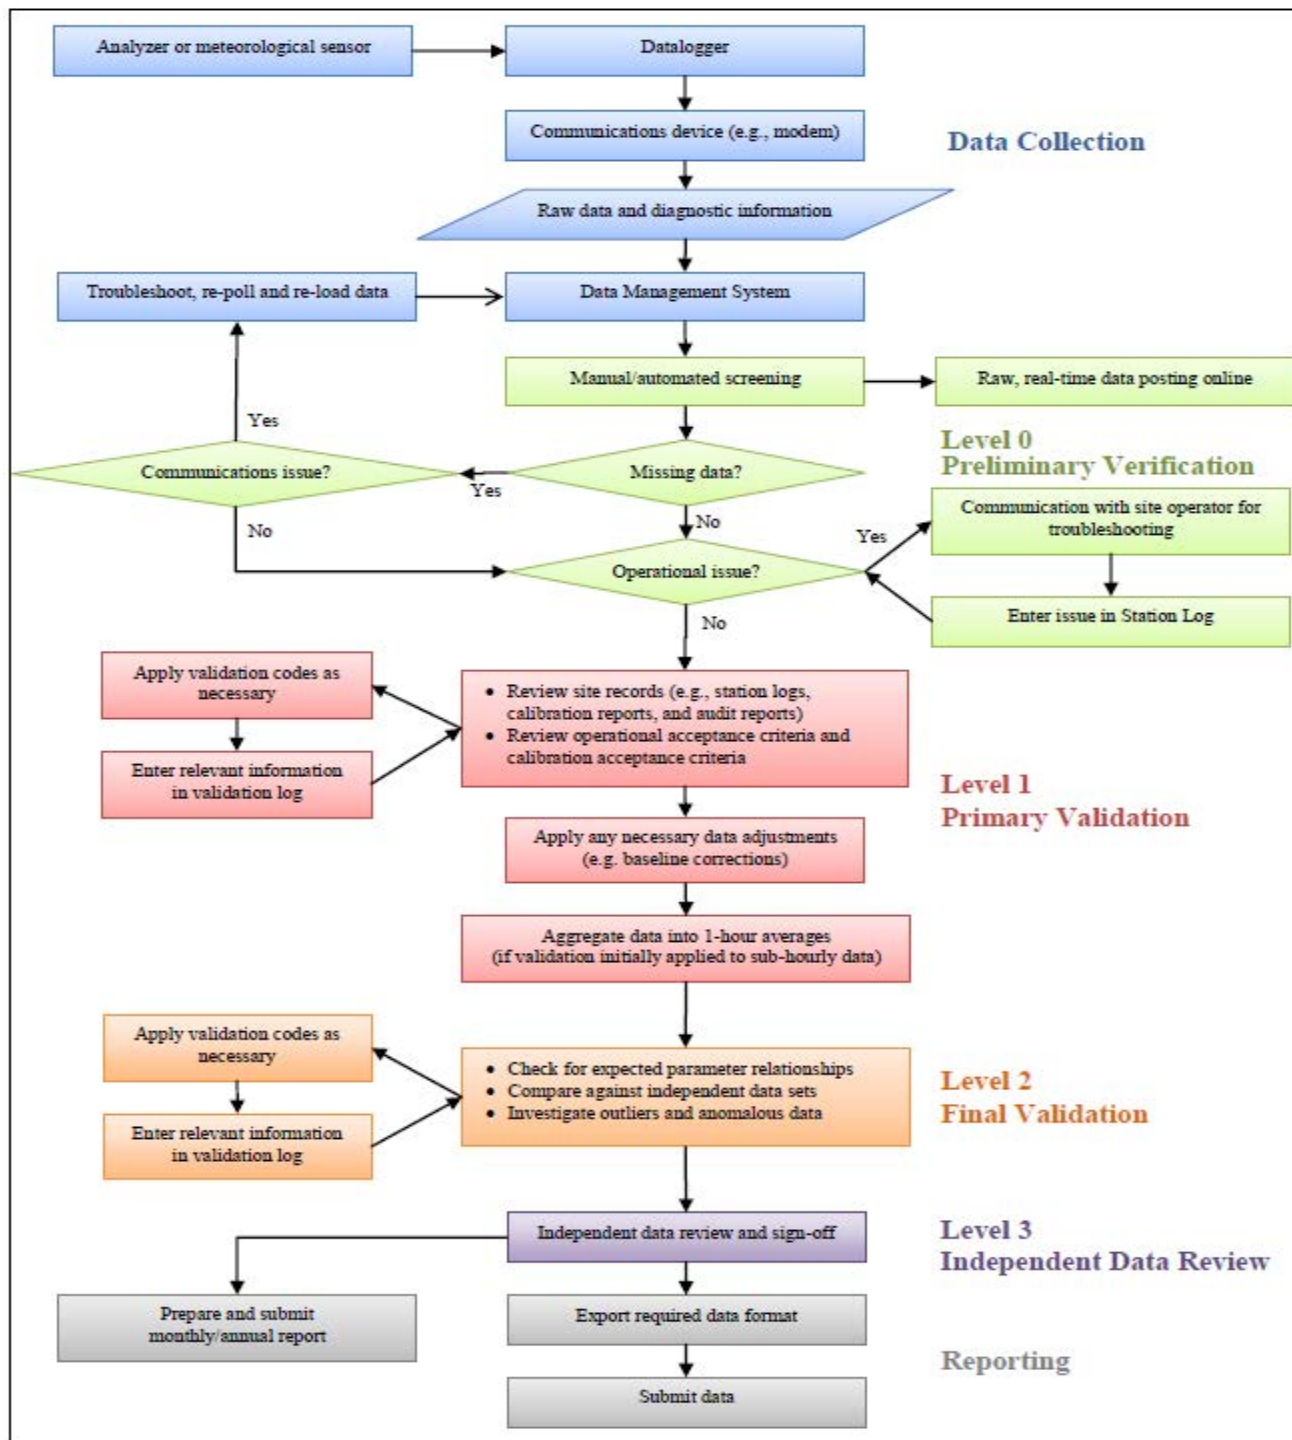 Analyzer or meteorological sensor
Datalogger
Communications device (e.g., modem)
Data Collection
Raw data and diagnostic information
Troubleshoot, re-poll and re-load data
Data Management System
Manual/automated screening
Raw, real-time data posting online
Yes
Level 0
Preliminary Verification
Communications issue?
Yes
Missing data?
No
No
Yes
Communication with site operator for
troubleshooting
Operational issue?
Enter issue in Station Log
No
Apply validation codes as
necessary
Enter relevant information
in validation log
• Review site records (e.g., station logs,
calibration reports, and audit reports)
• Review operational acceptance criteria and
calibration acceptance criteria
Level 1
Primary Validation
Apply any necessary data adjustments
(e.g. baseline corrections)
Aggregate data into 1-hour averages
(if validation initially applied to sub-hourly data)
Apply validation codes as
necessary
Enter relevant information
in validation log
• Check for expected parameter relationships
• Compare against independent data sets
• Investigate outliers and anomalous data
Level 2
Final Validation
Independent data review and sign-off
Level 3
Independent Data Review
Prepare and submit
monthly/annual report
Export required data format
Reporting
Submit data